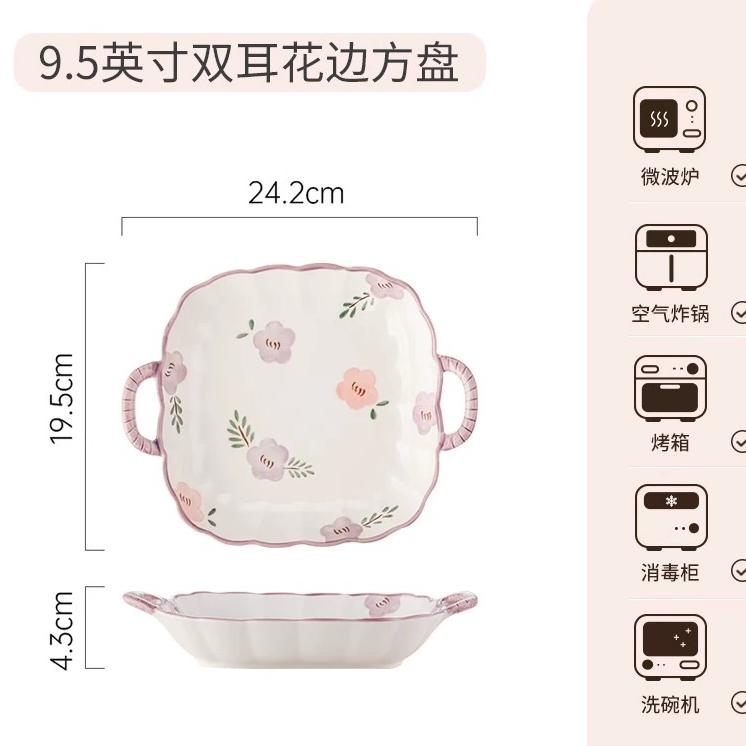 9.5英寸双耳花边方盘
24.2cm
19.5cm
4.3cm
微波炉
空气炸锅
烤箱
消毒柜
洗碗机